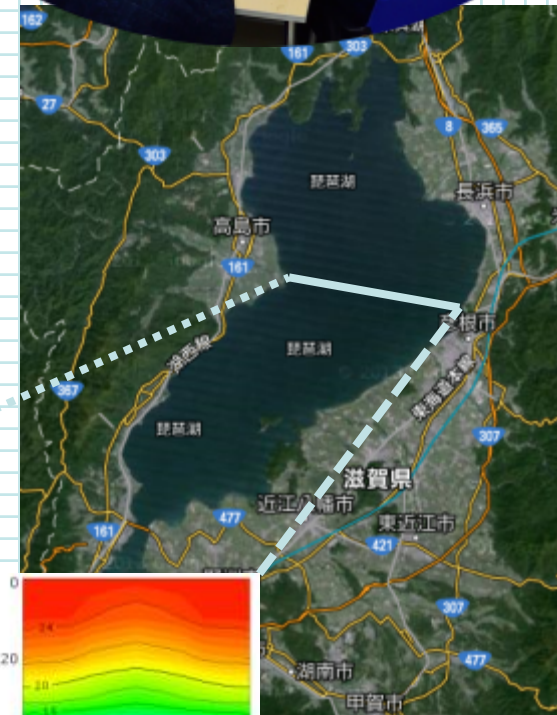 162
161
303
27
8
365
303
琵琶湖
長浜市
高島市
161
彦根市
湖西線
琵琶湖
367
東海道本線
琵琶湖
307
滋賀県
近江八幡市
477
161
東近江市
421
0
307
24
20
477
湖南市
20
甲賀市